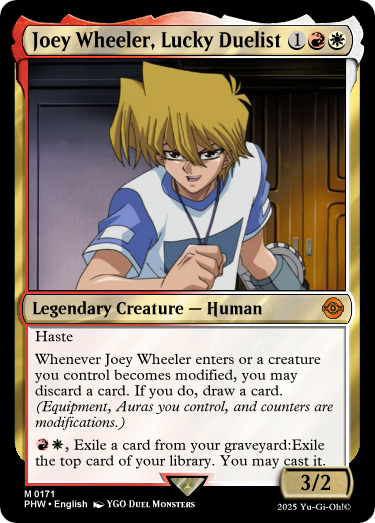 Joey Wheeler, Lucky Duelist 1
Legendary Creature — Human
Haste
Whenever Joey Wheeler enters or a creature
you control becomes modified, you may
discard a card. If you do, draw a card.
(Equipment, Auras you control, and counters are
modifications.)
, Exile a card from your graveyard:Exile
the top card of your library. You may cast it.
3/2
M 0171
PHW • English YGO Duel Monsters
2025 Yu-Gi-Oh!©